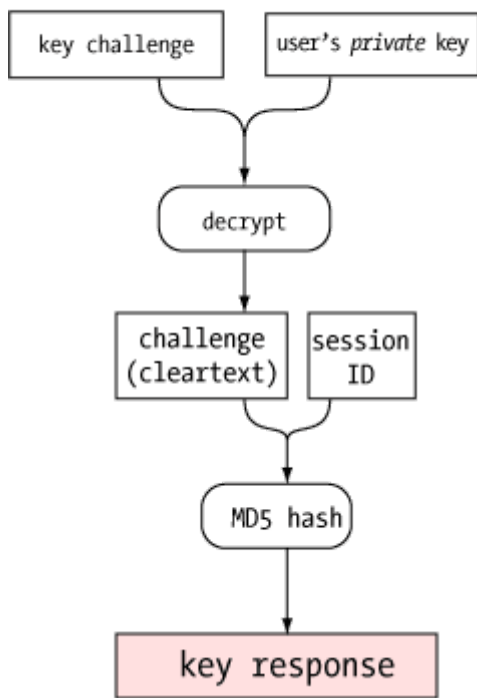 key challenge
user's private key
decrypt
challenge
(cleartext)
session
ID
MD5 hash
key response